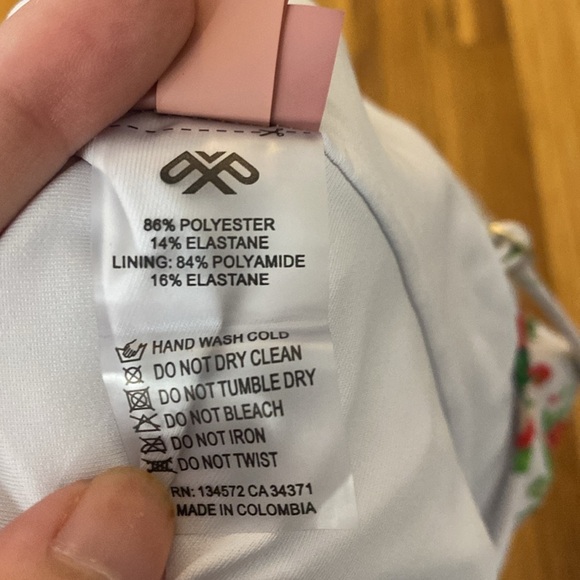 86% POLYESTER
14% ELASTANE
LINING: 84% POLYAMIDE
16% ELASTANE
HAND WASH COLD
DO NOT DRY CLEAN
DO NOT TUMBLE DRY
DO NOT BLEACH
DO NOT IRON
DO NOT TWIST
RN: 134572 CA 34371
MADE IN COLOMBIA